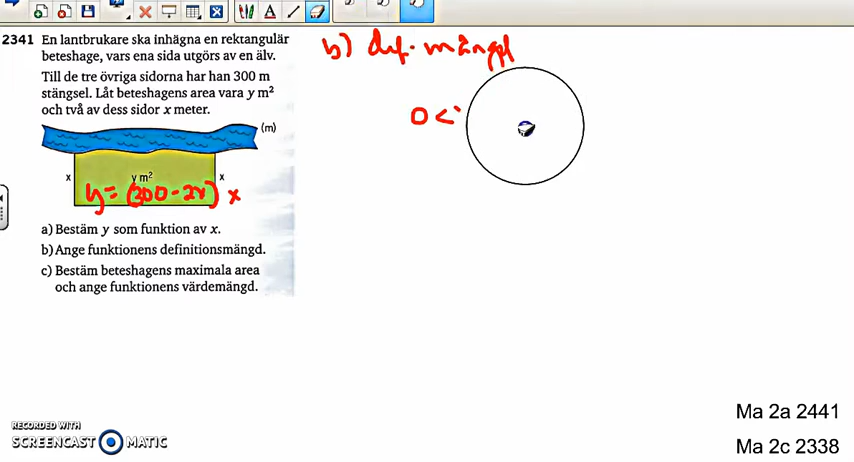 2341 En lantbrukare ska inhägna en rektangulär
beteshage, vars ena sida utgörs av en älv.
Till de tre övriga sidorna har han 300 m
stängsel. Låt beteshagens area vara y m²
och två av dess sidor x meter.
(m)
x y m² x
y = (300 - 2x) x
a) Bestäm y som funktion av x.
b) Ange funktionens definitionsmängd.
c) Bestäm beteshagens maximala area
och ange funktionens värdemängd.
b) def. mängd
0 <
Ma 2a 2441
Ma 2c 2338
RECORDED WITH
SCREENCAST MATIC